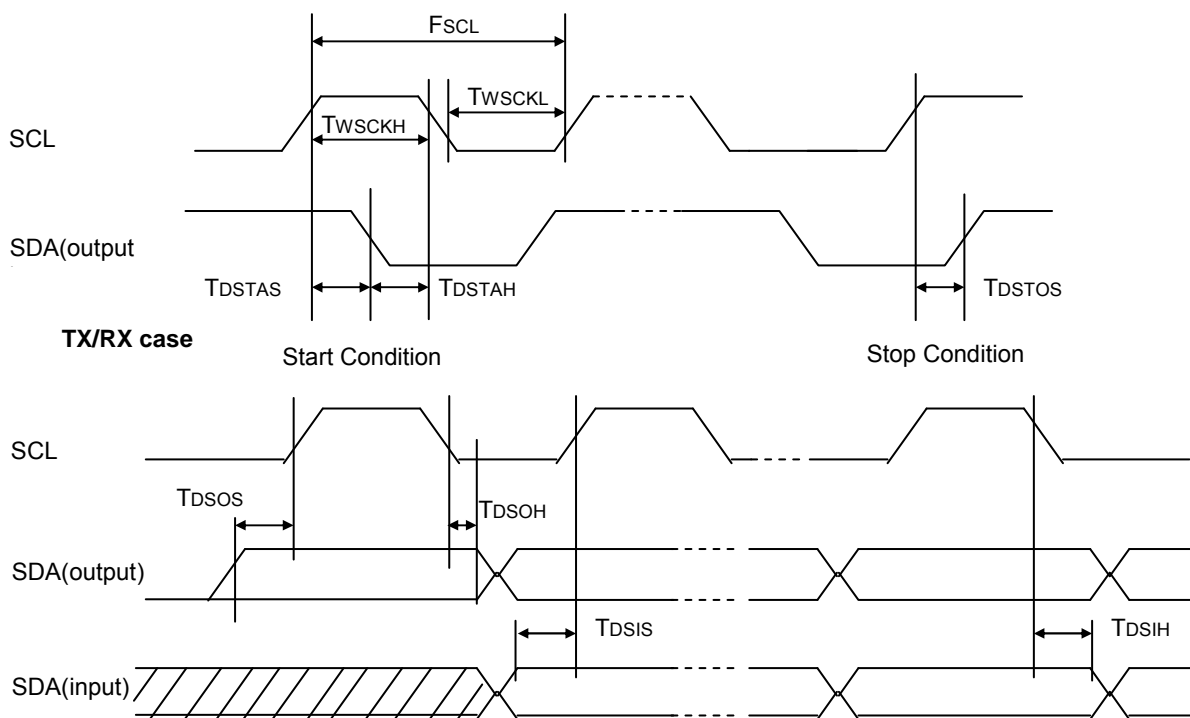 FSCL
TWSCKL
TWSCKH
SCL
SDA(output
TDSTAS
TDSTAH
TDSTOS
TX/RX case
Start Condition
Stop Condition
SCL
TDSOS
TDSOH
SDA(output)
TDSIS
TDSIH
SDA(input)